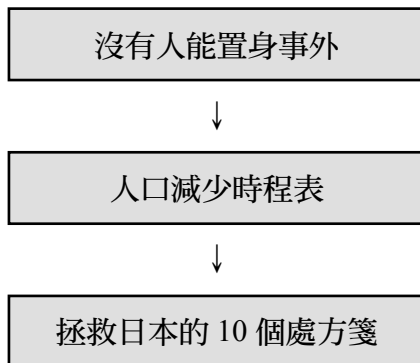 沒有人能置身事外
↓
人口減少時程表
↓
拯救日本的 10 個處方箋